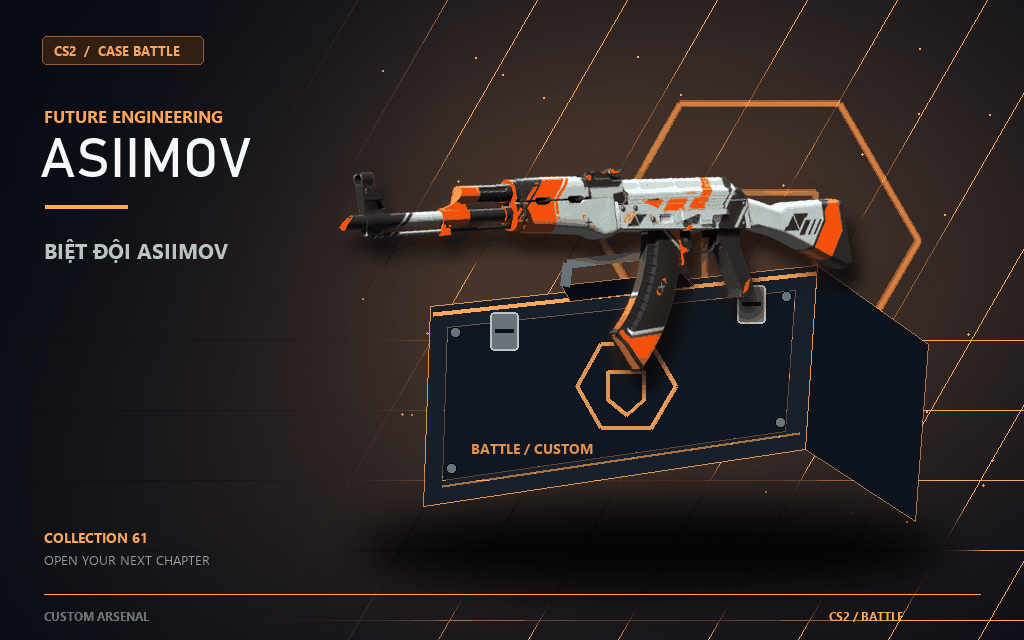 CS2 / CASE BATTLE
FUTURE ENGINEERING
ASIIMOV
BIỆT ĐỘI ASIIMOV
BATTLE / CUSTOM
COLLECTION 61
OPEN YOUR NEXT CHAPTER
CUSTOM ARSENAL
CS2 / BATTLE